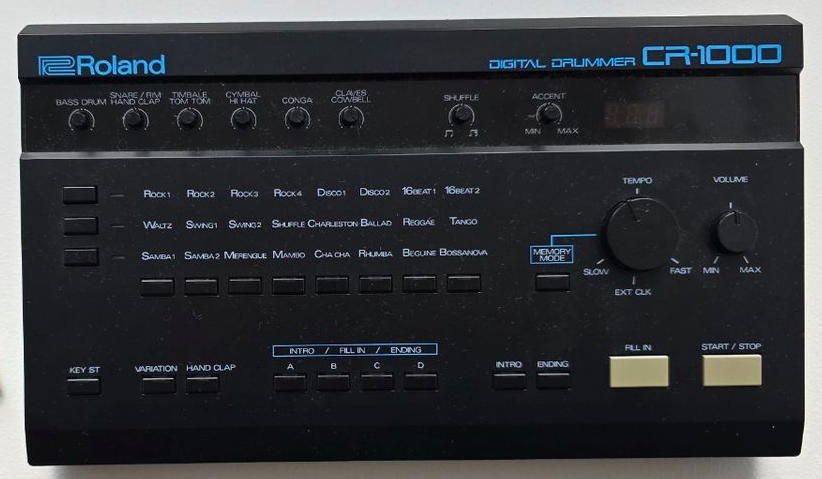 Roland DIGITAL DRUMMER CR-1000
BASS DRUM SNARE / RIM HAND CLAP TIMBALE TOM TOM CYMBAL HI HAT CONGA CLAVES COWBELL SHUFFLE ACCENT
MIN MAX
ROCK1 ROCK2 ROCK3 ROCK4 DISCO1 DISCO2 16BEAT1 16BEAT2
WALTZ SWING1 SWING2 SHUFFLE CHARLESTON BALLAD REGGAE TANGO
SAMBA1 SAMBA2 MERENGUE MAMBO CHA CHA RHUMBA BEGUINE BOSSANOVA
MEMORY MODE
TEMPO
SLOW FAST
EXT CLK
VOLUME
MIN MAX
INTRO / FILL IN / ENDING
KEY ST VARIATION HAND CLAP A B C D INTRO ENDING FILL IN START / STOP